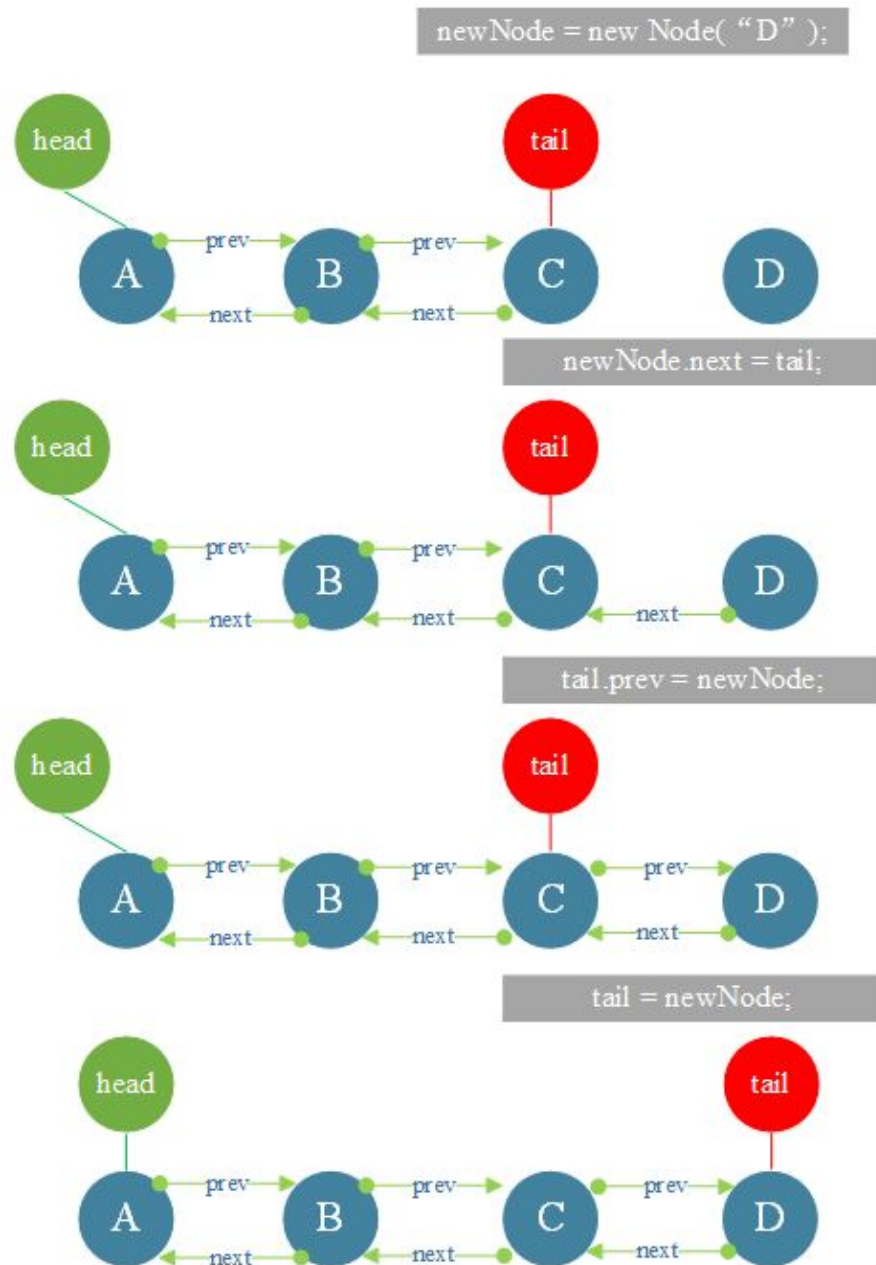 newNode = new Node( “D” );
head
tail
prev prev
A B C D
next next
newNode.next = tail;
head
tail
prev prev
A B C D
next next next
tail.prev = newNode;
head
tail
prev prev prev
A B C D
next next next
tail = newNode;
head
tail
prev prev prev
A B C D
next next next